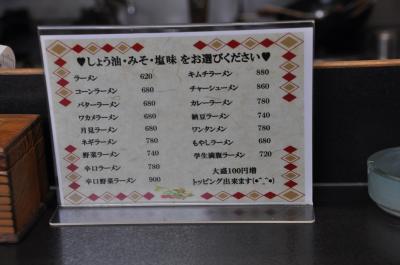 ♥しょう油・みそ・塩味 をお選びください♥
ラーメン 620
コーンラーメン 680
バターラーメン 680
ワカメラーメン 680
月見ラーメン 680
ネギラーメン 780
野菜ラーメン 740
辛口ラーメン 780
辛口野菜ラーメン 900
キムチラーメン 880
チャーシューメン 860
カレーラーメン 780
納豆ラーメン 740
ワンタンメン 780
もやしラーメン 680
学生満腹ラーメン 720
大盛100円増
トッピング出来ます(●^_^●)